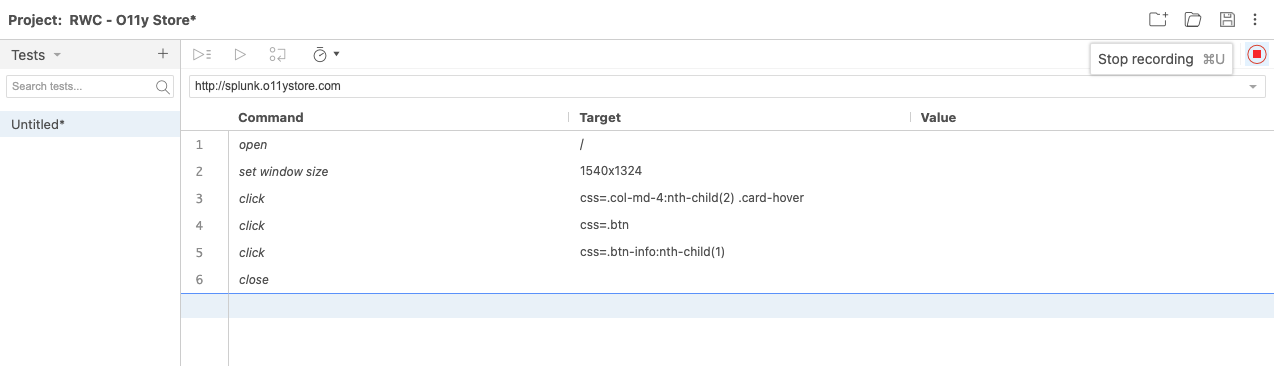 Project: RWC - O11y Store*
Tests
Stop recording ⌘U
Search tests...
http://splunk.o11ystore.com
Untitled*
Command Target Value
1 open /
2 set window size 1540x1324
3 click css=.col-md-4:nth-child(2) .card-hover
4 click css=.btn
5 click css=.btn-info:nth-child(1)
6 close